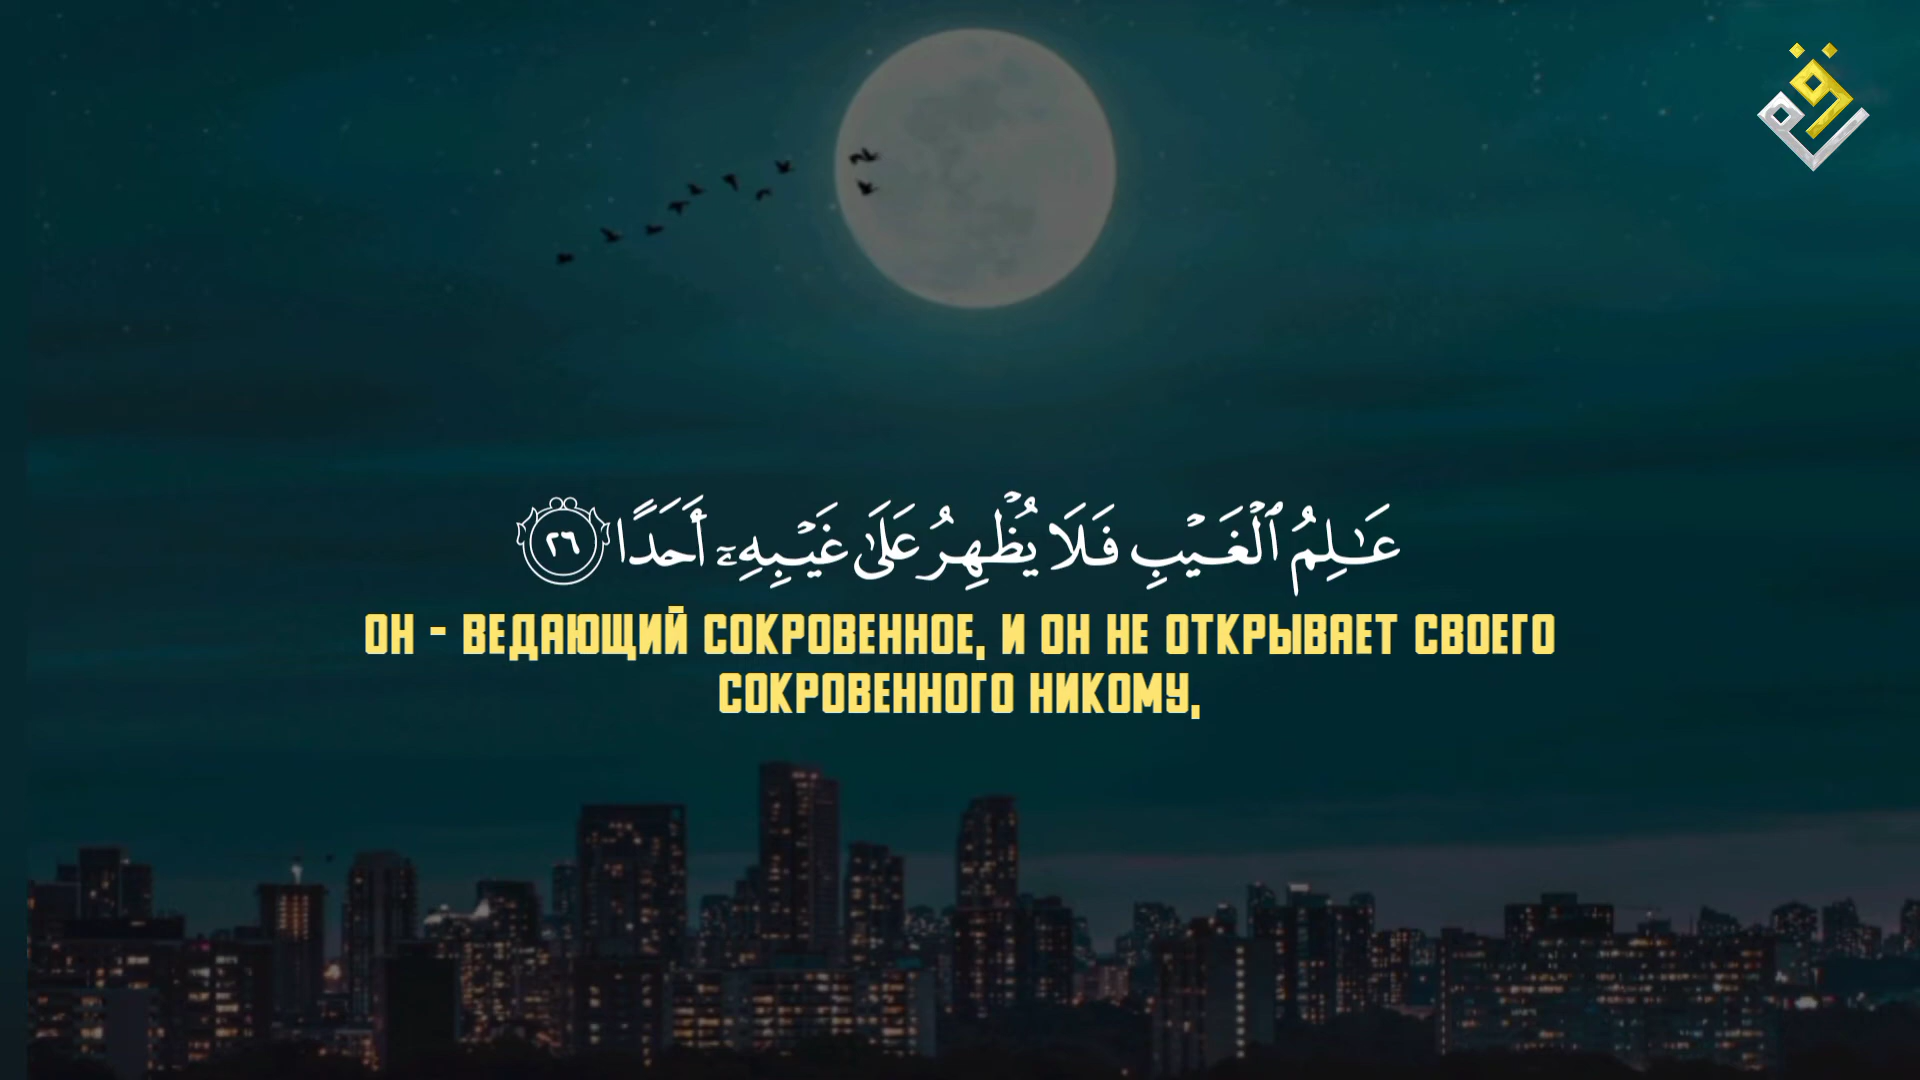 عَـٰلِمُ ٱلْغَيْبِ فَلَا يُظْهِرُ عَلَىٰ غَيْبِهِۦٓ أَحَدًا ٢٦
ОН - ВЕДАЮЩИЙ СОКРОВЕННОЕ, И ОН НЕ ОТКРЫВАЕТ СВОЕГО
СОКРОВЕННОГО НИКОМУ,